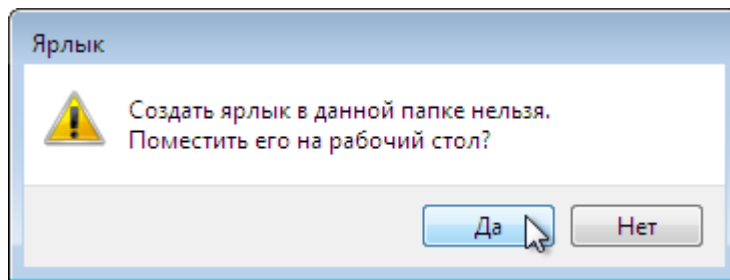 Ярлык
Создать ярлык в данной папке нельзя.
Поместить его на рабочий стол?
Да
Нет